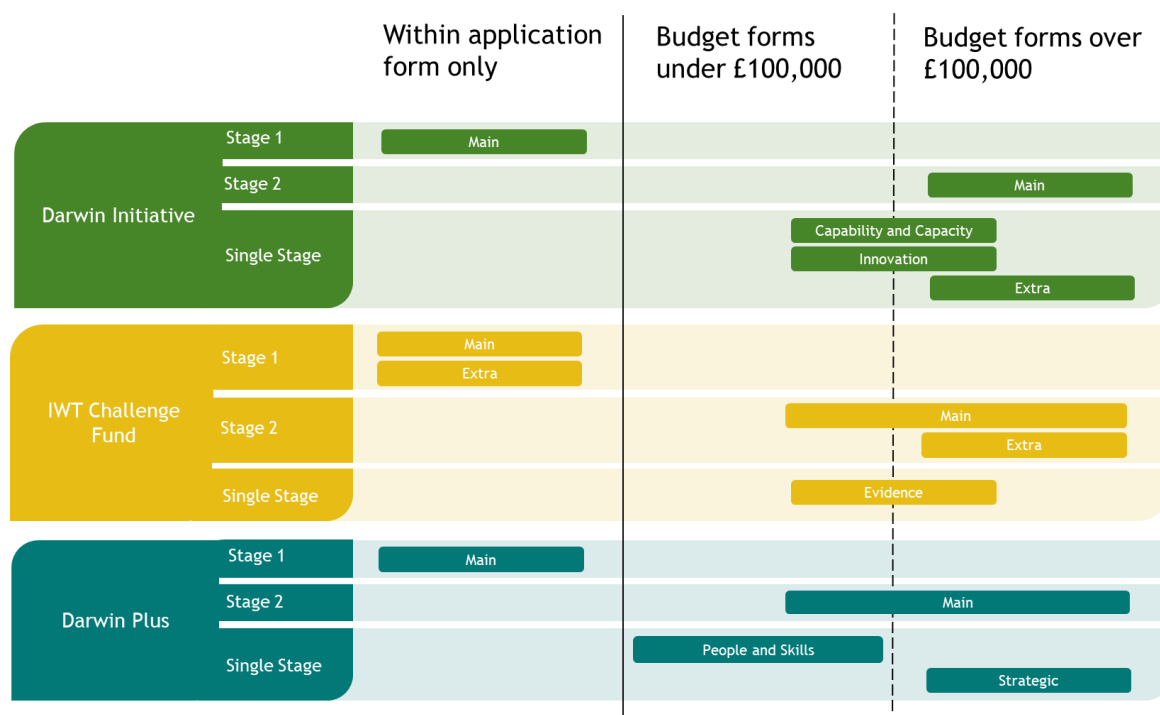 Within application
form only
Budget forms
under £100,000
Budget forms over
£100,000
Darwin Initiative
Stage 1
Main
Stage 2
Main
Single Stage
Capability and Capacity
Innovation
Extra
IWT Challenge
Fund
Stage 1
Main
Extra
Stage 2
Main
Extra
Single Stage
Evidence
Darwin Plus
Stage 1
Main
Stage 2
Main
Single Stage
People and Skills
Strategic